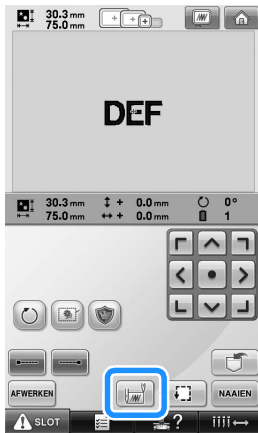 30.3 mm
75.0 mm
DEF
30.3 mm + 0.0 mm 0°
75.0 mm + 0.0 mm 1
AFWERKEN
NAAIEN
SLOT
?